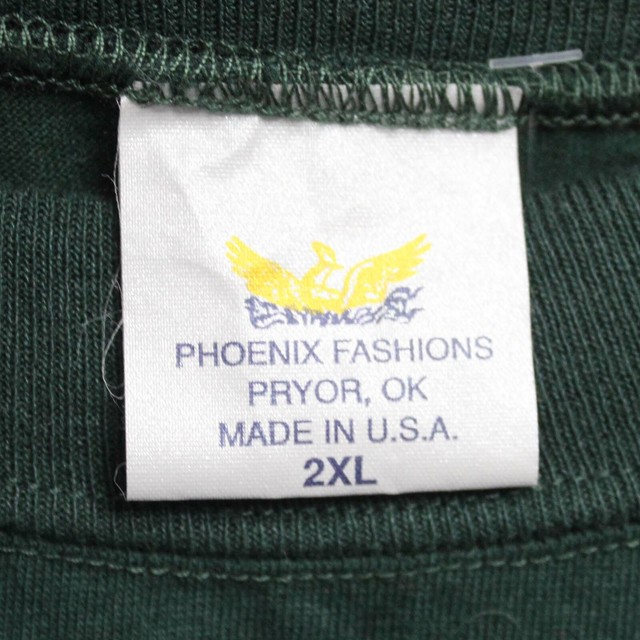 PHOENIX FASHIONS
PRYOR, OK
MADE IN U.S.A.
2XL